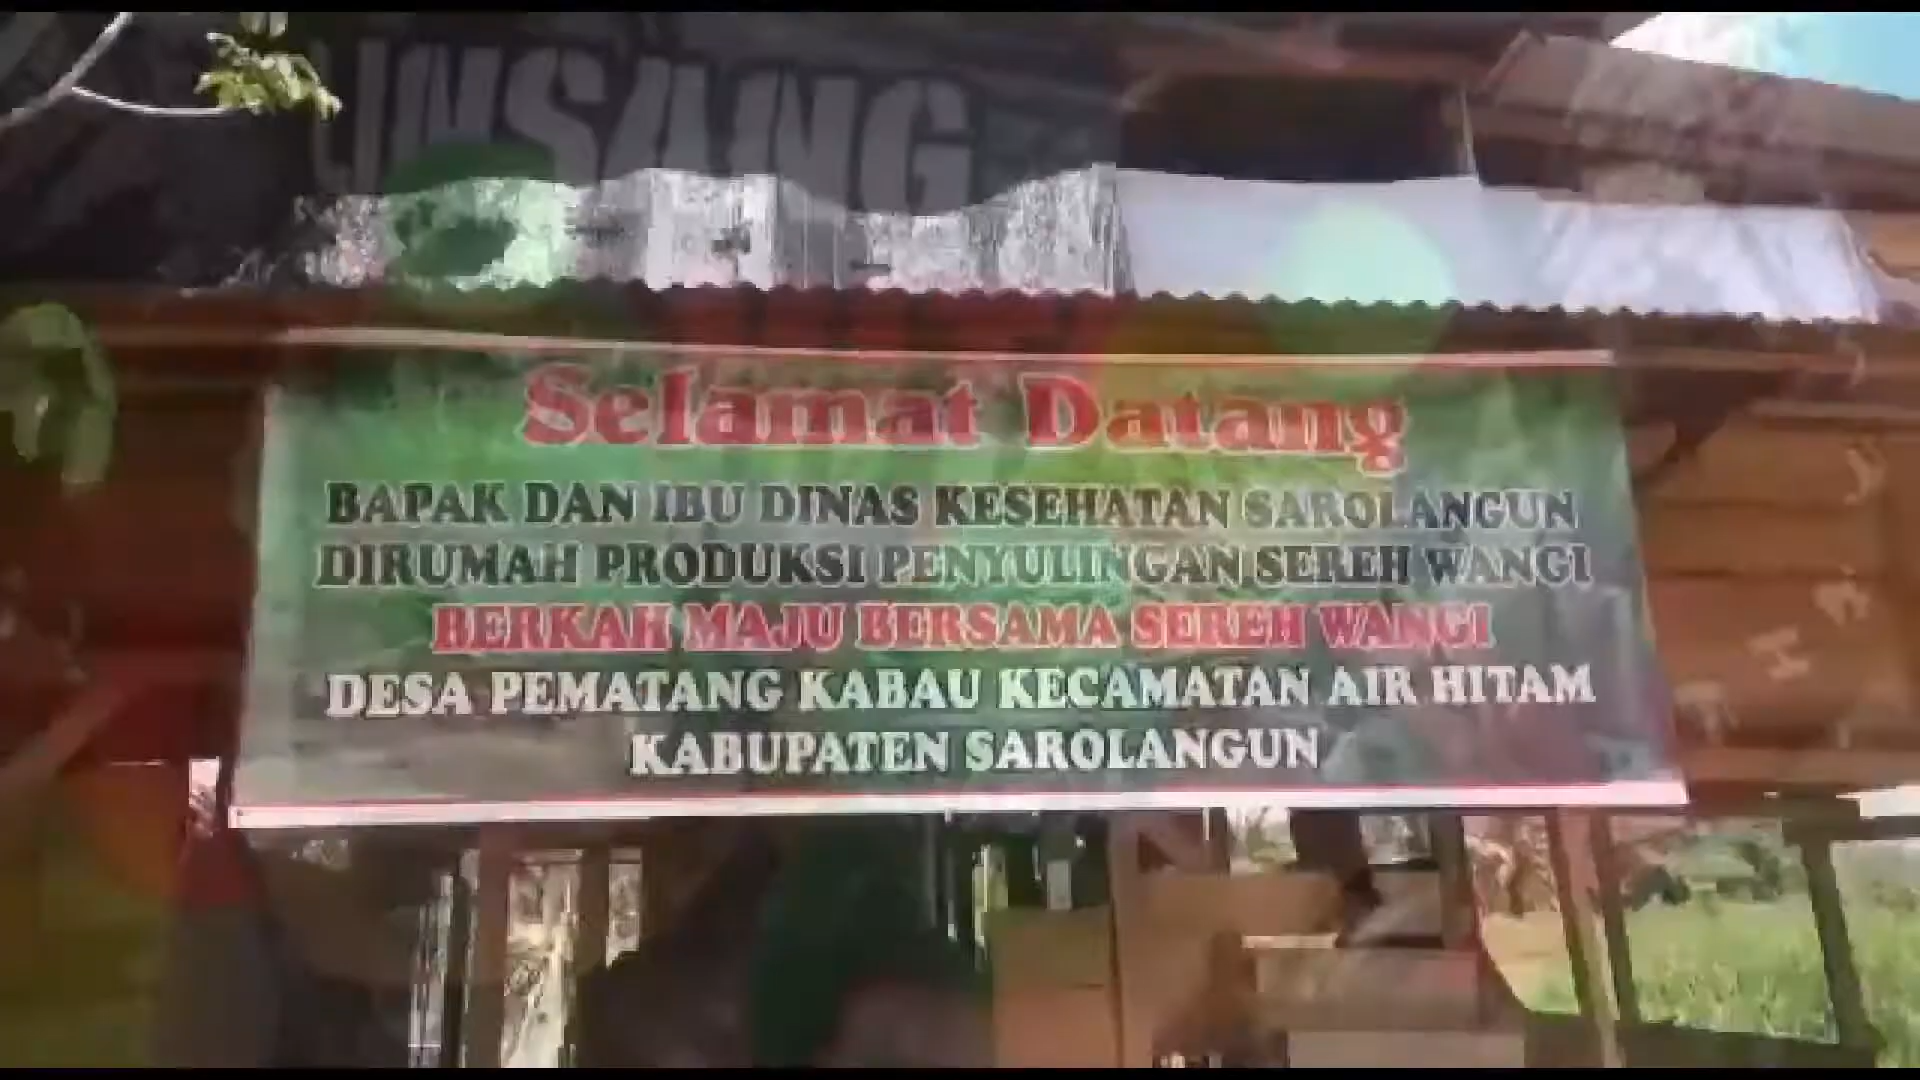 INSANG
Selamat Datang
BAPAK DAN IBU DINAS KESEHATAN SAROLANGUN
DIRUMAH PRODUKSI PENYULINGAN SEREH WANGI
BERKAH MAJU BERSAMA SEREH WANGI
DESA PEMATANG KABAU KECAMATAN AIR HITAM
KABUPATEN SAROLANGUN